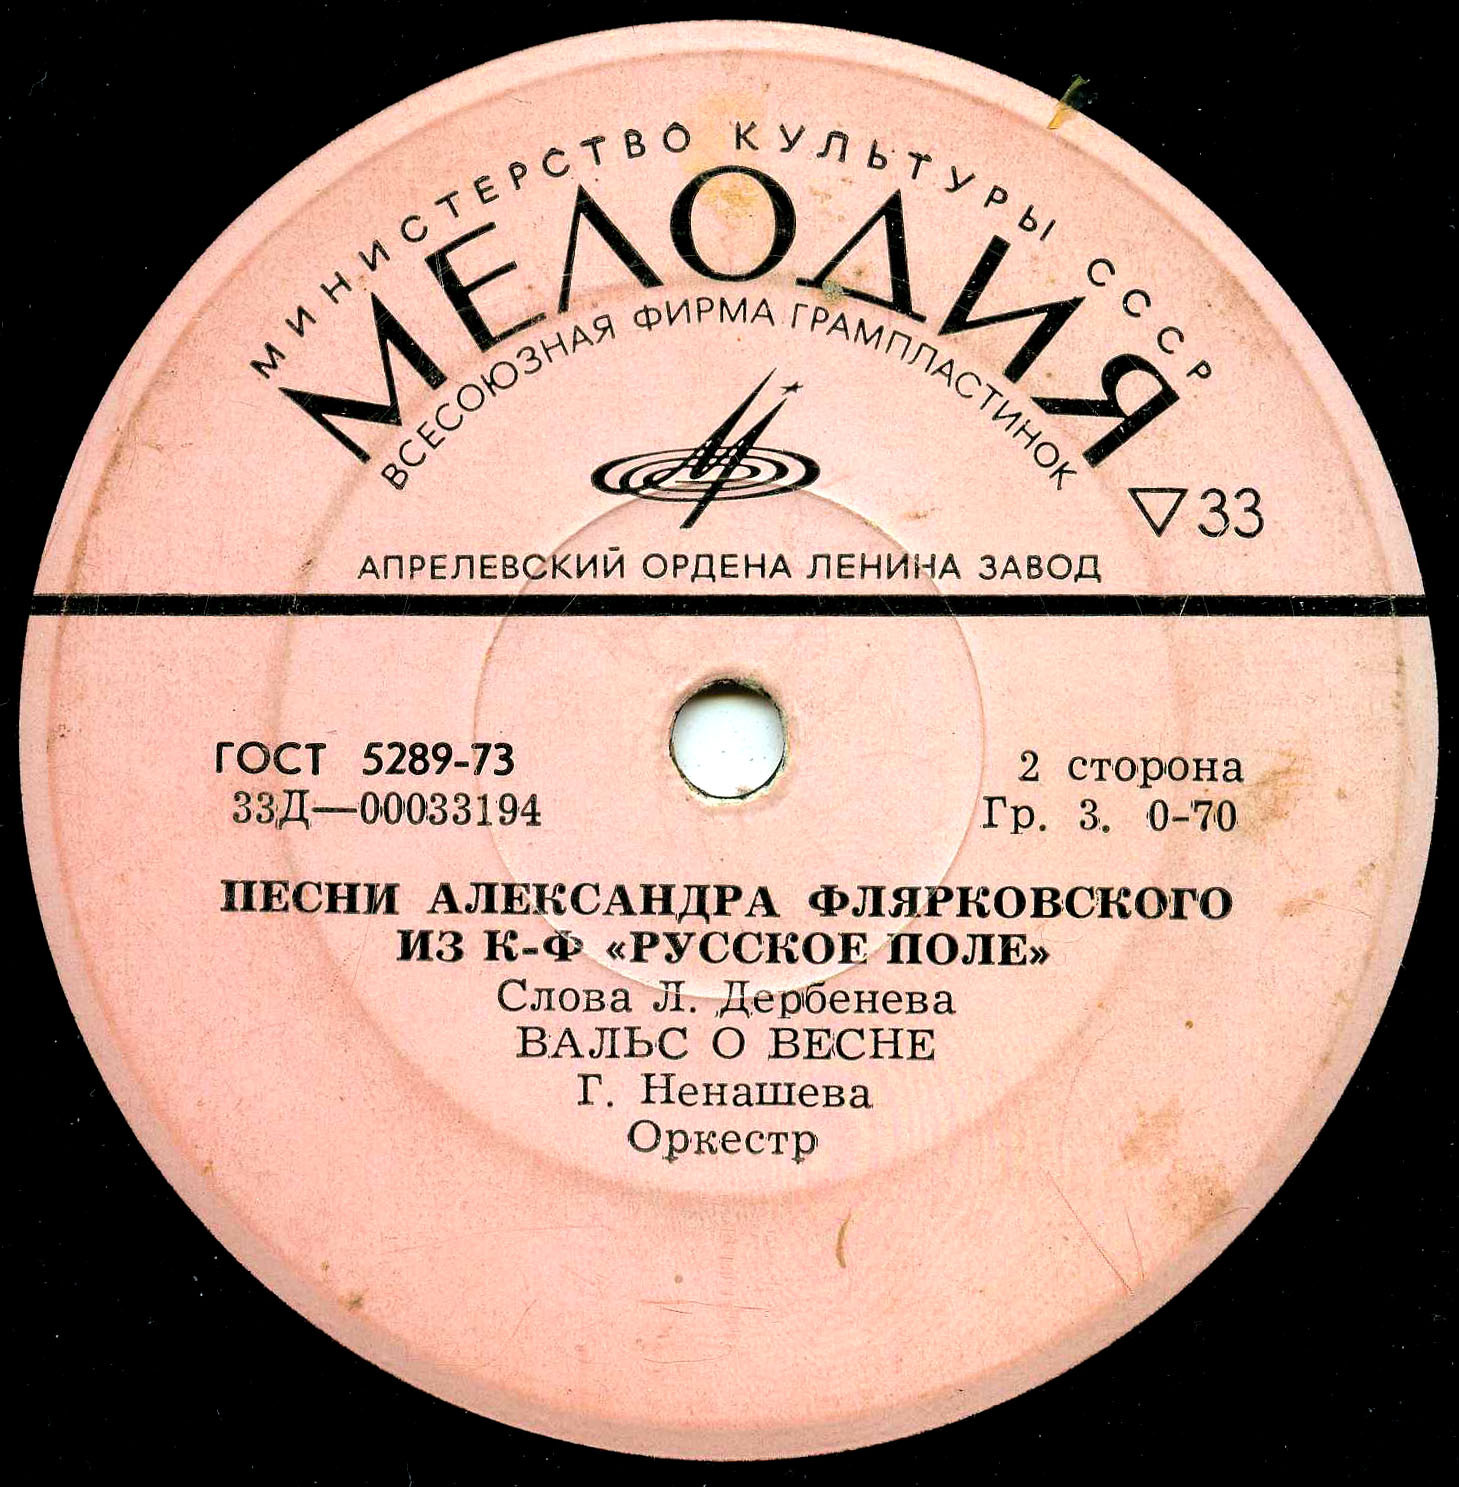 МИНИСТЕРСТВО КУЛЬТУРЫ СССР
МЕЛОДИЯ
ВСЕСОЮЗНАЯ ФИРМА ГРАМПЛАСТИНОК
33
АПРЕЛЕВСКИЙ ОРДЕНА ЛЕНИНА ЗАВОД
ГОСТ 5289-73
2 сторона
33Д—00033194
Гр. 3. 0-70
ПЕСНИ АЛЕКСАНДРА ФЛЯРКОВСКОГО
ИЗ К-Ф «РУССКОЕ ПОЛЕ»
Слова Л. Дербенева
ВАЛЬС О ВЕСНЕ
Г. Ненашева
Оркестр